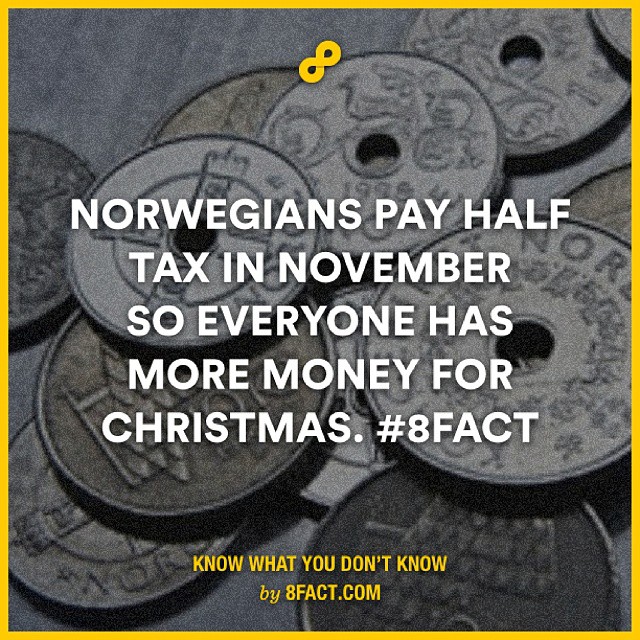 NORWEGIANS PAY HALF
TAX IN NOVEMBER
SO EVERYONE HAS
MORE MONEY FOR
CHRISTMAS. #8FACT
KNOW WHAT YOU DON'T KNOW
by 8FACT.COM